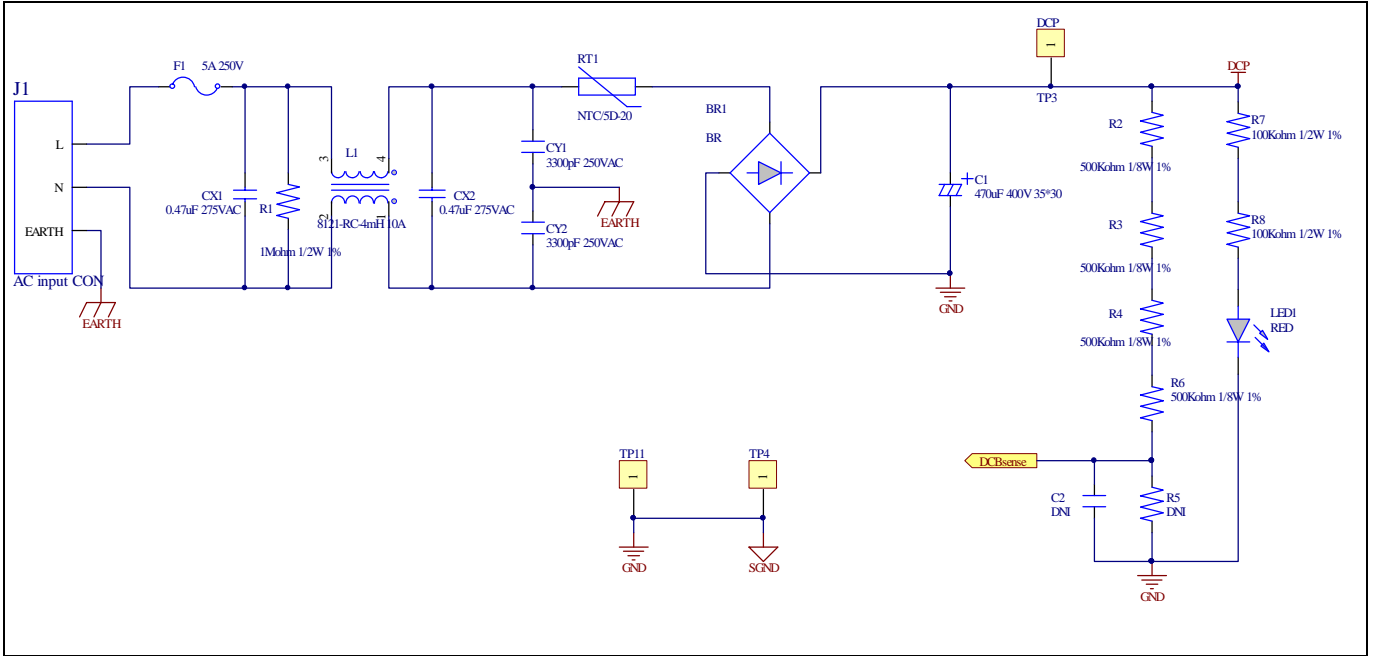 DCP
1
TP3
DCP
J1
F1 5A 250V
L
N
EARTH
AC input CON
EARTH
CX1
0.47uF 275VAC
R1
1Mohm 1/2W 1%
L1
3
4
2
1
8121-RC-4mH 10A
CX2
0.47uF 275VAC
CY1
3300pF 250VAC
EARTH
CY2
3300pF 250VAC
RT1
NTC/5D-20
BR1
BR
C1
470uF 400V 35*30
GND
R2
500Kohm 1/8W 1%
R3
500Kohm 1/8W 1%
R4
500Kohm 1/8W 1%
R6
500Kohm 1/8W 1%
R7
100Kohm 1/2W 1%
R8
100Kohm 1/2W 1%
LED1
RED
DCBsense
C2
DNI
R5
DNI
GND
TP11
1
GND
TP4
1
SGND